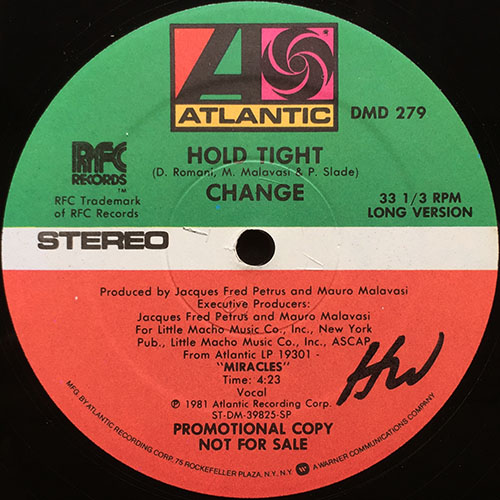 ATLANTIC
DMD 279
HOLD TIGHT
(D. Romani, M. Malavasi & P. Slade)
CHANGE
RFC
RECORDS
™
RFC Trademark
of RFC Records
33 1/3 RPM
LONG VERSION
STEREO
Produced by Jacques Fred Petrus and Mauro Malavasi
Executive Producers:
Jacques Fred Petrus and Mauro Malavasi
For Little Macho Music Co., Inc., New York
Pub., Little Macho Music Co., Inc., ASCAP
From Atlantic LP 19301 -
"MIRACLES"
Time: 4:23
Vocal
℗ 1981 Atlantic Recording Corp.
ST-DM-39825-SP
PROMOTIONAL COPY
NOT FOR SALE
MFG. BY ATLANTIC RECORDING CORP., 75 ROCKEFELLER PLAZA, N.Y. N.Y. A WARNER COMMUNICATIONS COMPANY